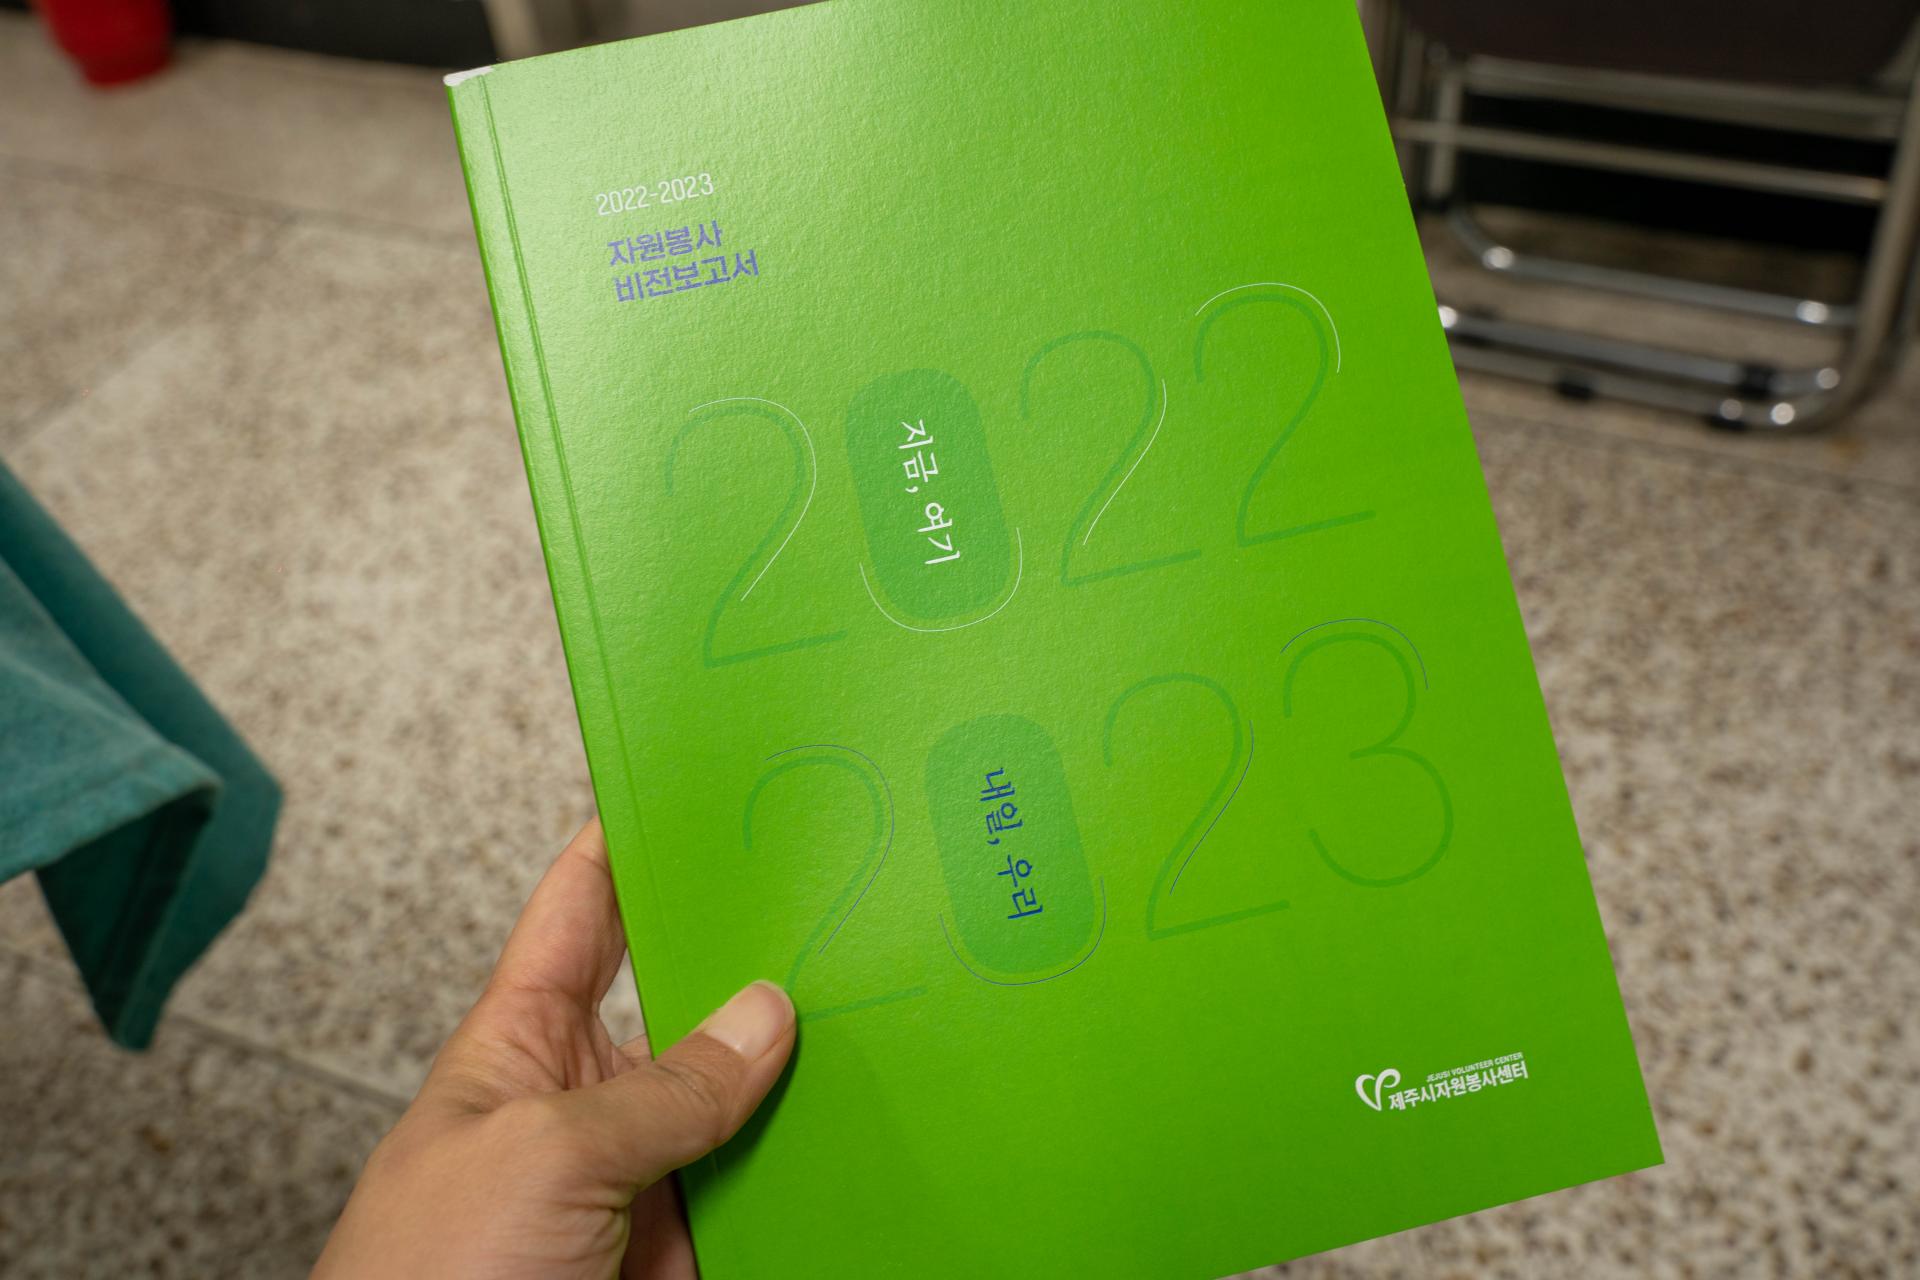 2022-2023
자원봉사
비전보고서
2022
지금, 여기
2023
내일, 우리
JEJUSI VOLUNTEER CENTER
제주시자원봉사센터